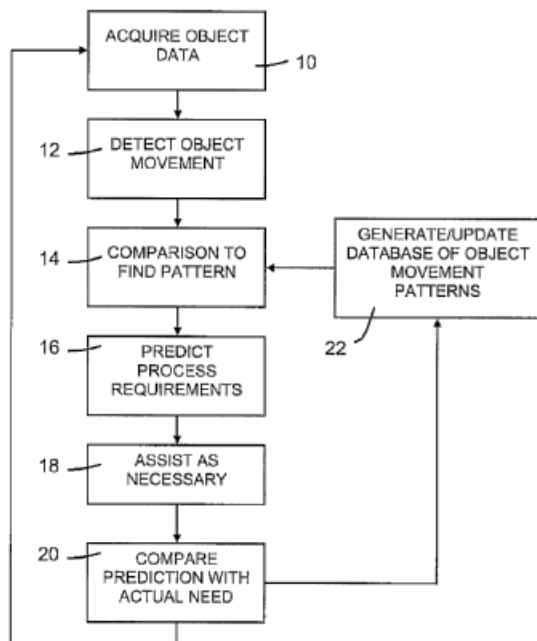 ACQUIRE OBJECT
DATA
10
12
DETECT OBJECT
MOVEMENT
14
COMPARISON TO
FIND PATTERN
GENERATE/UPDATE
DATABASE OF OBJECT
MOVEMENT
PATTERNS
22
16
PREDICT
PROCESS
REQUIREMENTS
18
ASSIST AS
NECESSARY
20
COMPARE
PREDICTION WITH
ACTUAL NEED